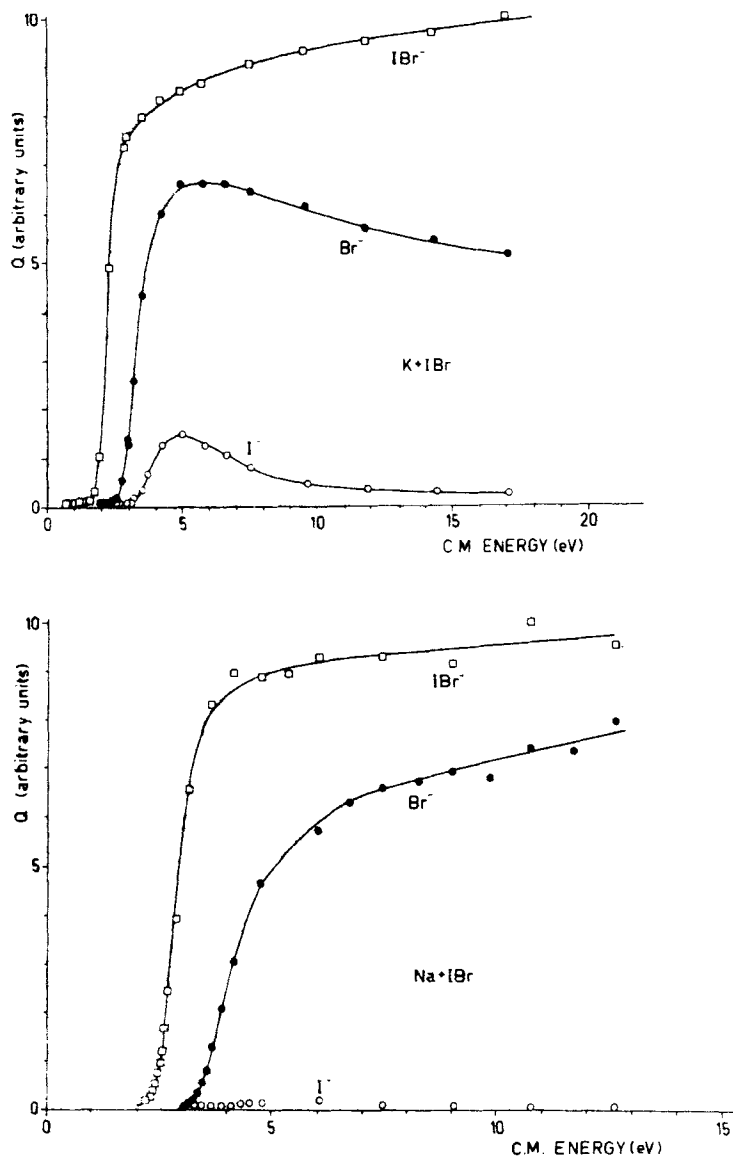 10
IBr⁻
Q (arbitrary units)
5
Br⁻
K+IBr
I⁻
0
0
5
10
15
20
C.M. ENERGY (eV)
10
IBr⁻
Q (arbitrary units)
Br⁻
5
Na+IBr
I⁻
0
0
5
10
15
C.M. ENERGY (eV)